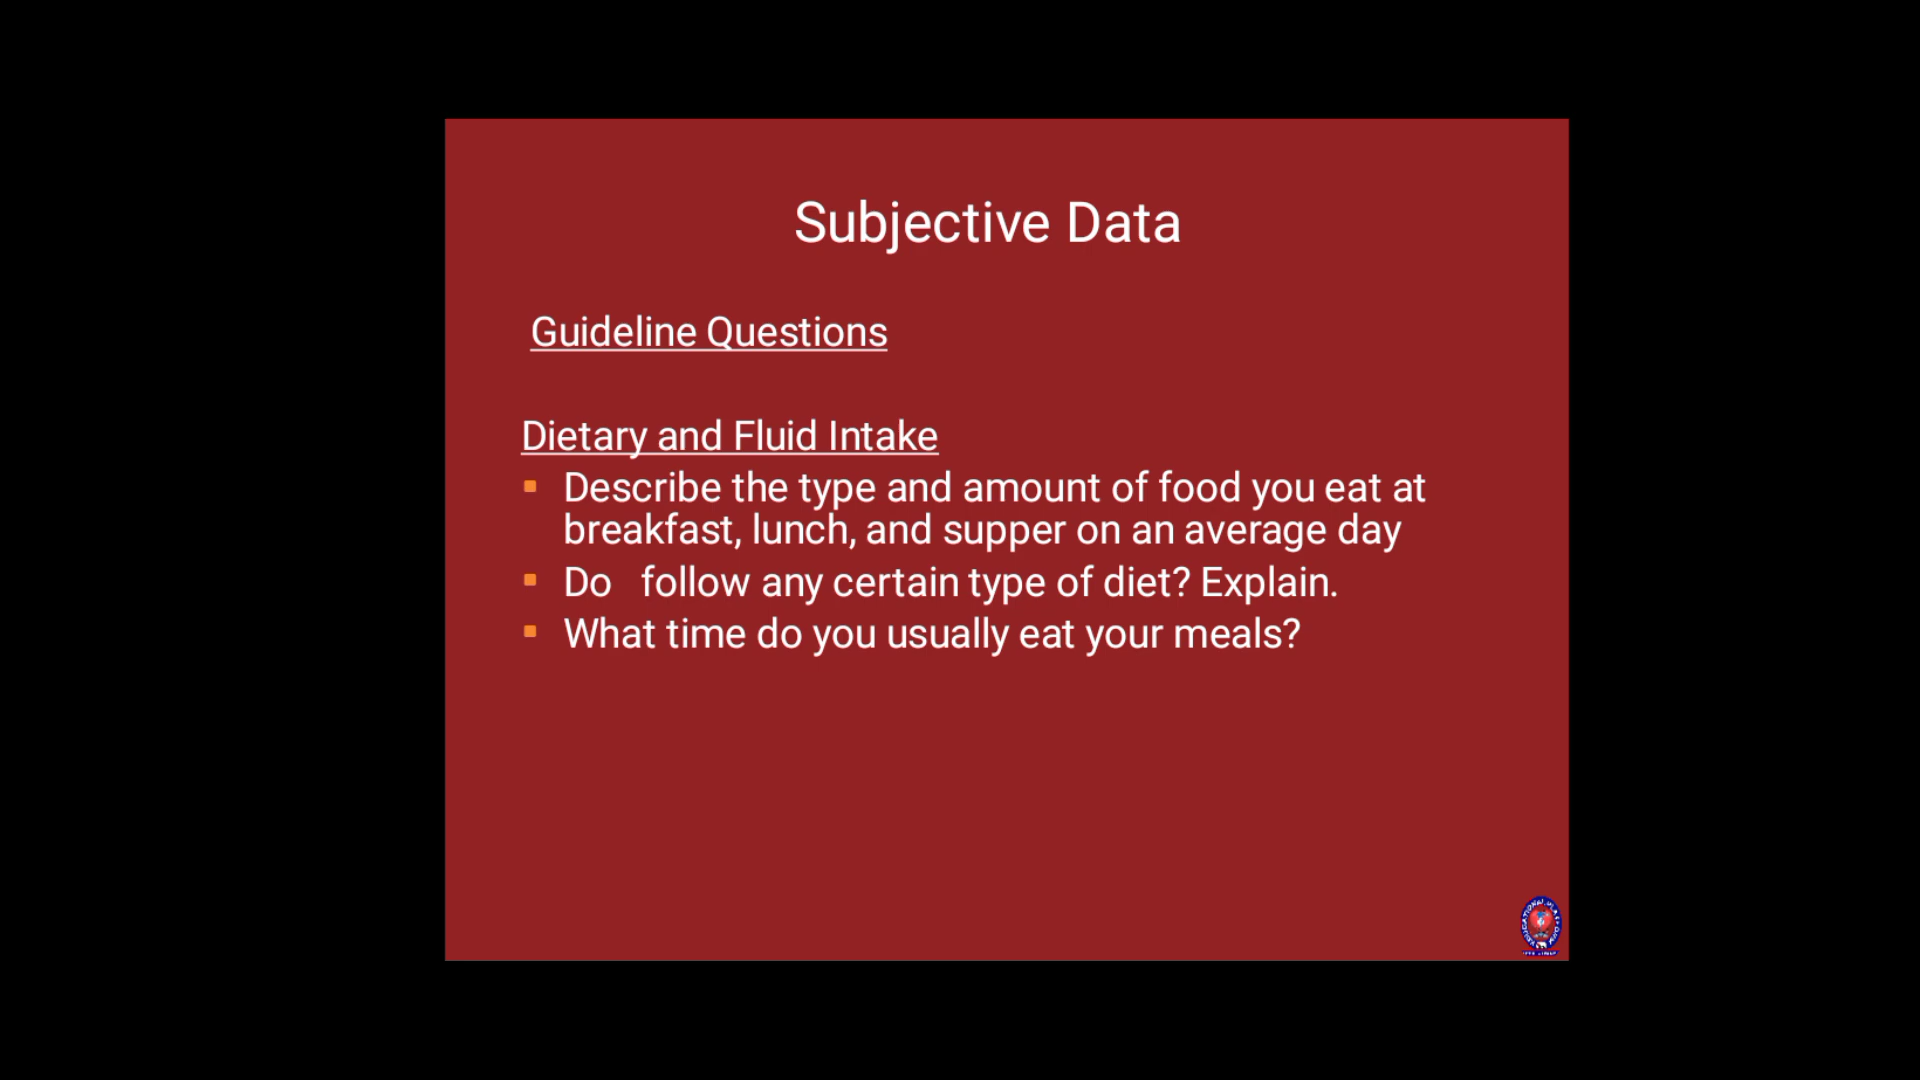 Subjective Data
Guideline Questions
Dietary and Fluid Intake
Describe the type and amount of food you eat at
breakfast, lunch, and supper on an average day
Do   follow any certain type of diet? Explain.
What time do you usually eat your meals?